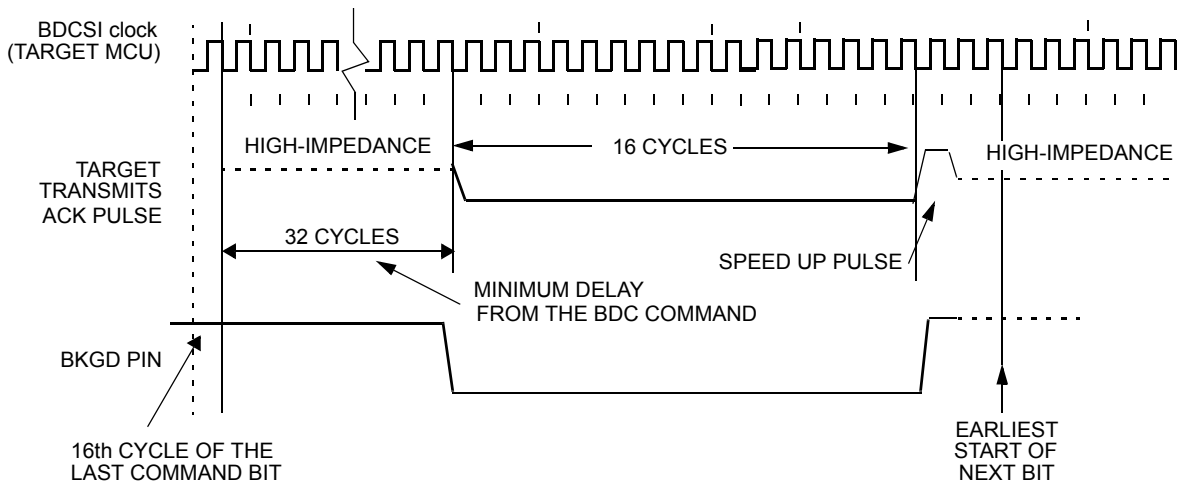 BDCSI clock
(TARGET MCU)
HIGH-IMPEDANCE
16 CYCLES
HIGH-IMPEDANCE
TARGET
TRANSMITS
ACK PULSE
32 CYCLES
SPEED UP PULSE
MINIMUM DELAY
FROM THE BDC COMMAND
BKGD PIN
16th CYCLE OF THE
LAST COMMAND BIT
EARLIEST
START OF
NEXT BIT